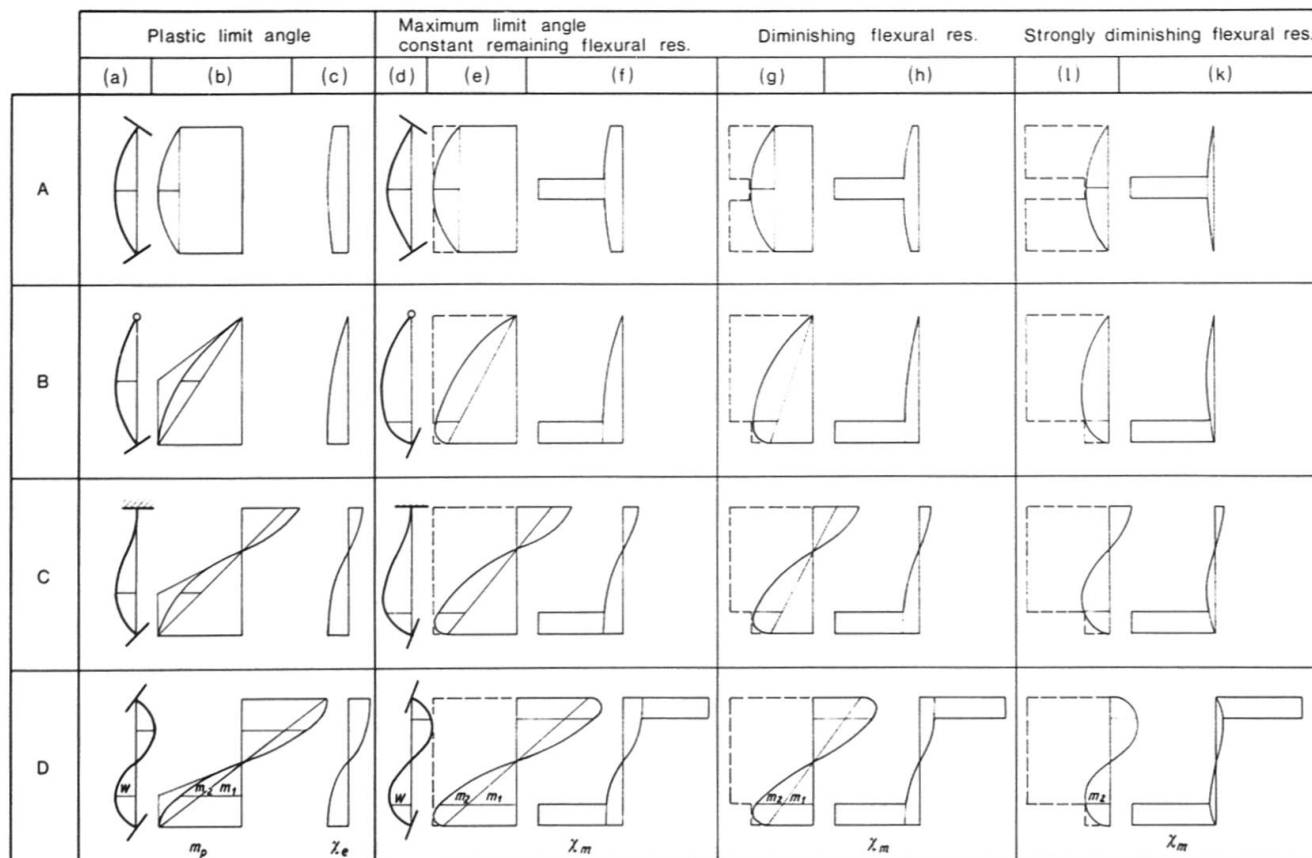 Plastic limit angle
Maximum limit angle
constant remaining flexural res.
Diminishing flexural res.
Strongly diminishing flexural res.
(a) (b) (c) (d) (e) (f) (g) (h) (l) (k)
A
B
C
D
w m₂ m₁ w m₂ m₁ m₂ m₁ m₂
mₚ χₑ χₘ χₘ χₘ